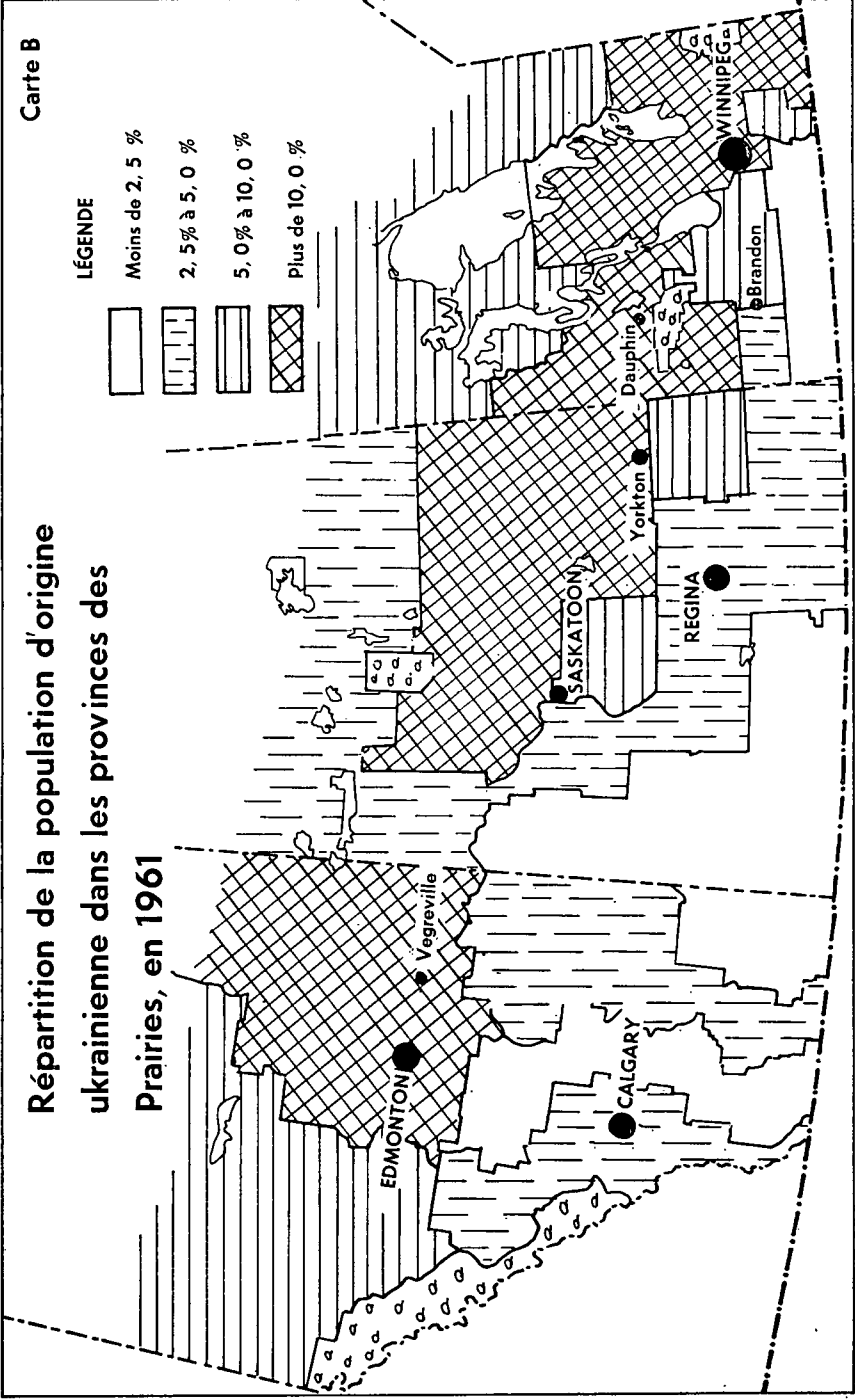 Répartition de la population d'origine
ukrainienne dans les provinces des
Prairies, en 1961
Carte B
LÉGENDE
Moins de 2, 5 %
2, 5% à 5, 0 %
5, 0% à 10, 0 %
Plus de 10, 0 %
EDMONTON
Vegreville
CALGARY
SASKATOON
REGINA
Yorkton
Dauphin
Brandon
WINNIPEG